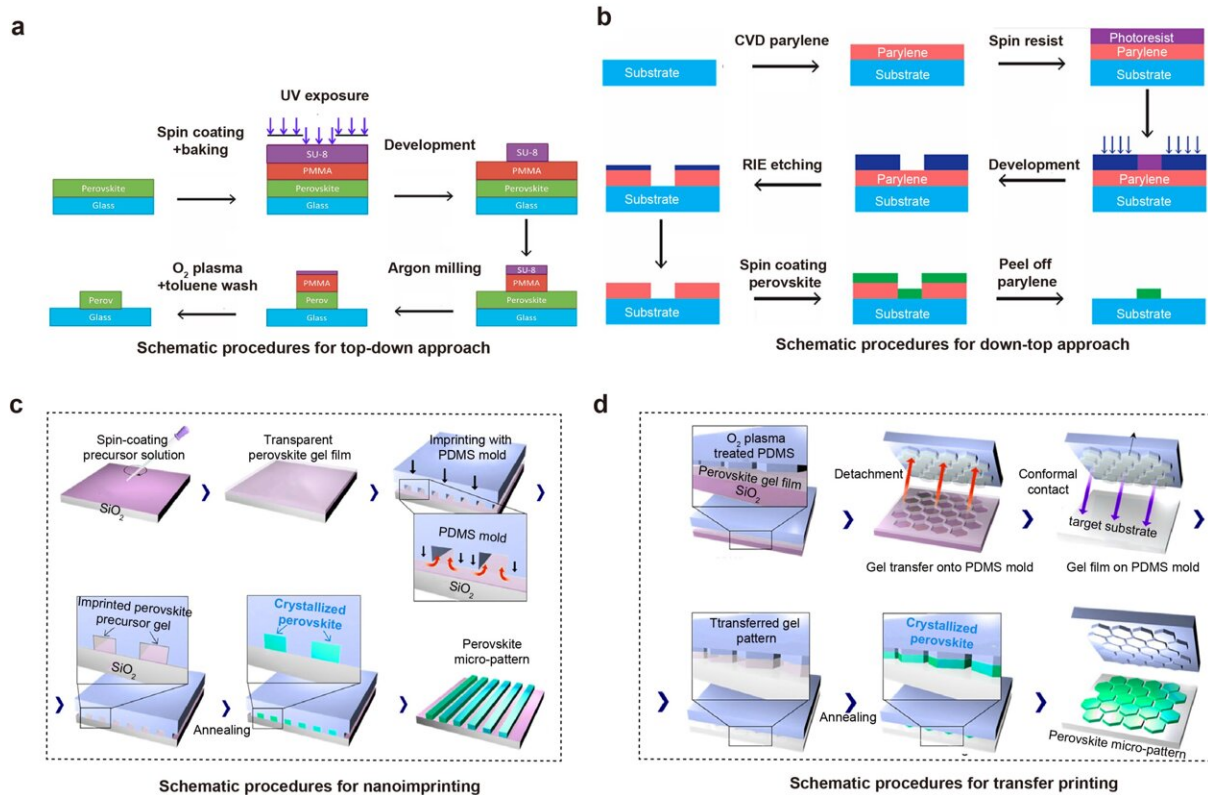 a
UV exposure
Spin coating
+baking
SU-8
PMMA
Perovskite
Glass
Development
SU-8
PMMA
Perovskite
Glass
Perovskite
Glass
O2 plasma
+toluene wash
Argon milling
Perov
Glass
PMMA
Perov
Glass
SU-8
PMMA
Perovskite
Glass
Schematic procedures for top-down approach
b
CVD parylene
Spin resist
Substrate
Parylene
Substrate
Photoresist
Parylene
Substrate
RIE etching
Development
Substrate
Parylene
Substrate
Parylene
Substrate
Spin coating
perovskite
Peel off
parylene
Substrate
Substrate
Substrate
Schematic procedures for down-top approach
c
Spin-coating
precursor solution
SiO2
Transparent
perovskite gel film
Imprinting with
PDMS mold
PDMS mold
SiO2
Imprinted perovskite
precursor gel
SiO2
Annealing
Crystallized
perovskite
Perovskite
micro-pattern
Schematic procedures for nanoimprinting
d
O2 plasma
treated PDMS
Perovskite gel film
SiO2
Detachment
Gel transfer onto PDMS mold
Conformal
contact
target substrate
Gel film on PDMS mold
Ttransferred gel
pattern
Annealing
Crystallized
perovskite
Perovskite micro-pattern
Schematic procedures for transfer printing